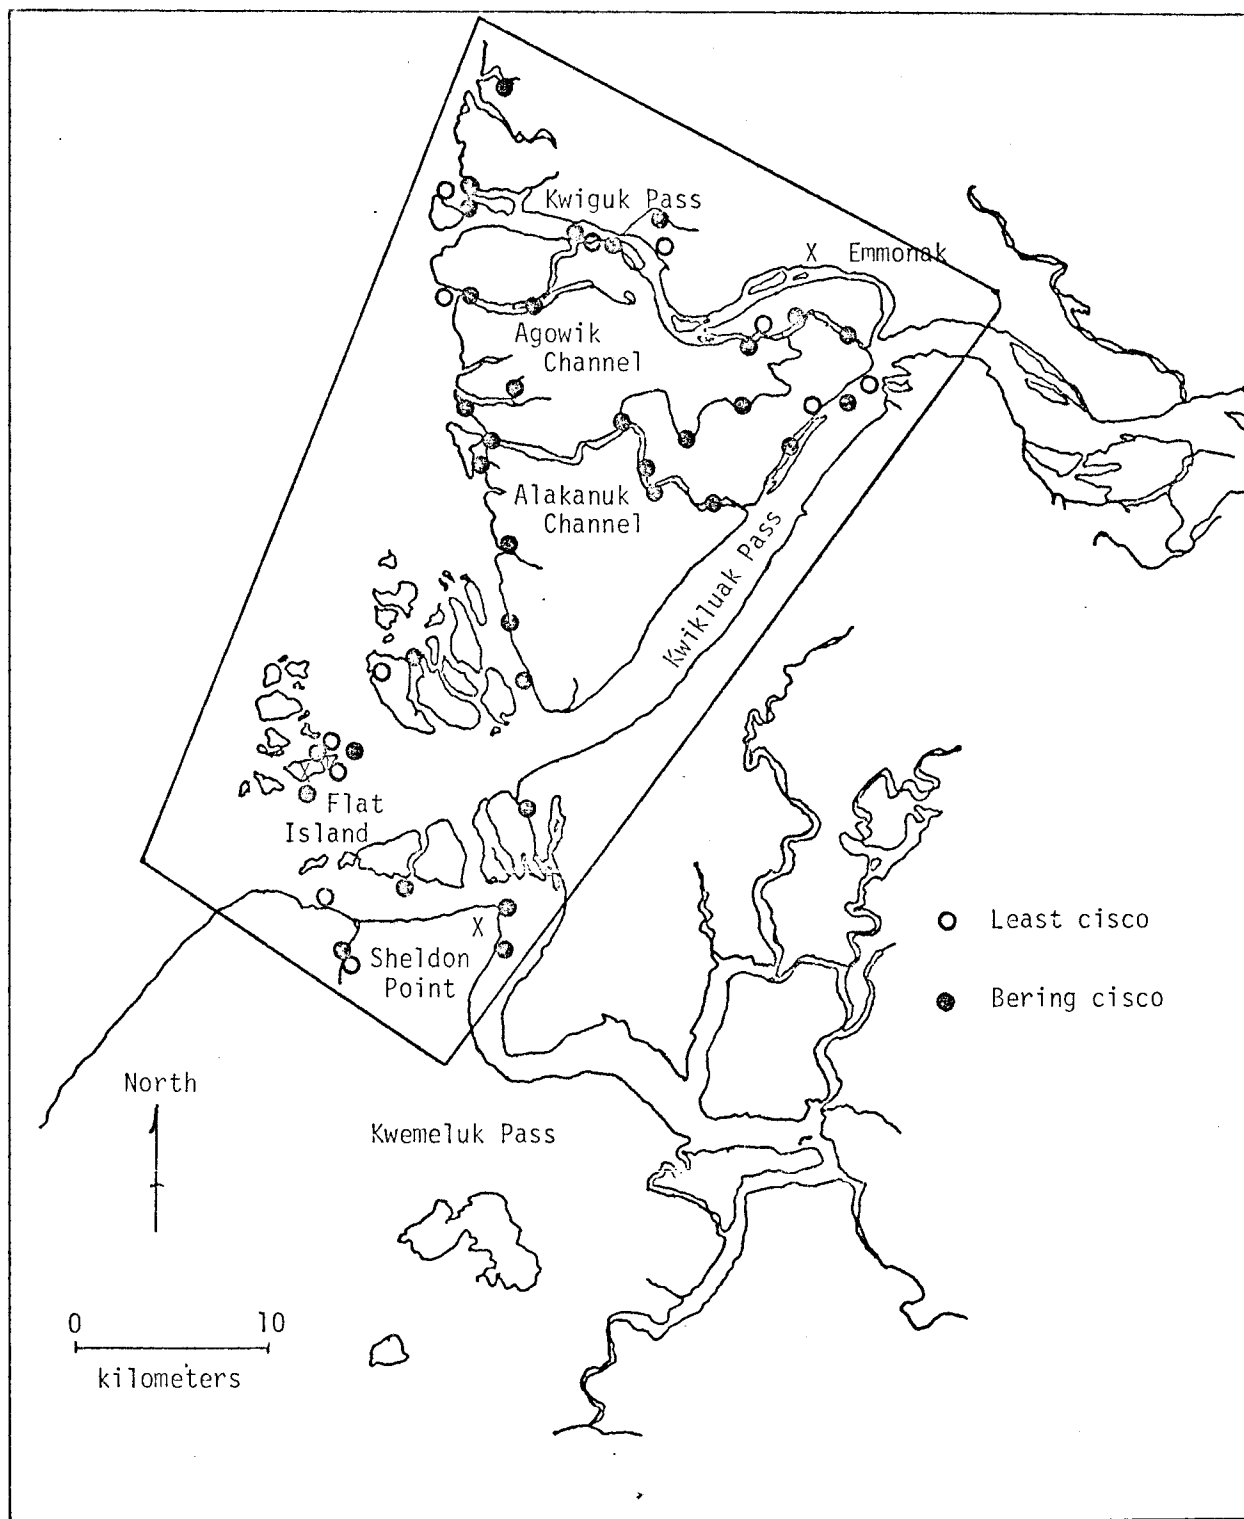 Kwiguk Pass
X Emmonak
Agowik
Channel
Alakanuk
Channel
Kwikluak Pass
Flat
Island
X
Sheldon
Point
Least cisco
Bering cisco
North
Kwemeluk Pass
0 10
kilometers